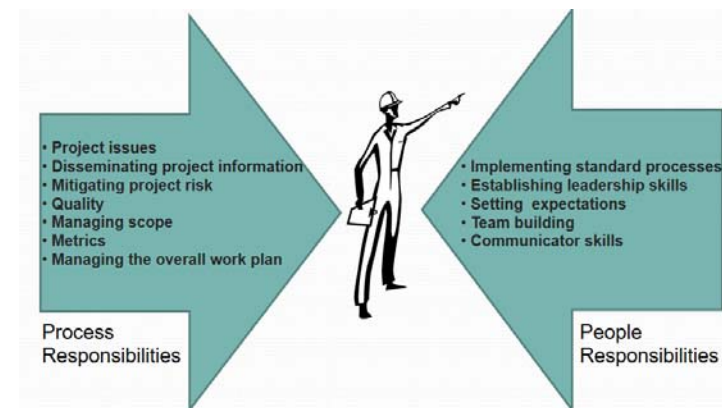 • Project issues
• Disseminating project information
• Mitigating project risk
• Quality
• Managing scope
• Metrics
• Managing the overall work plan
Process
Responsibilities
• Implementing standard processes
• Establishing leadership skills
• Setting expectations
• Team building
• Communicator skills
People
Responsibilities